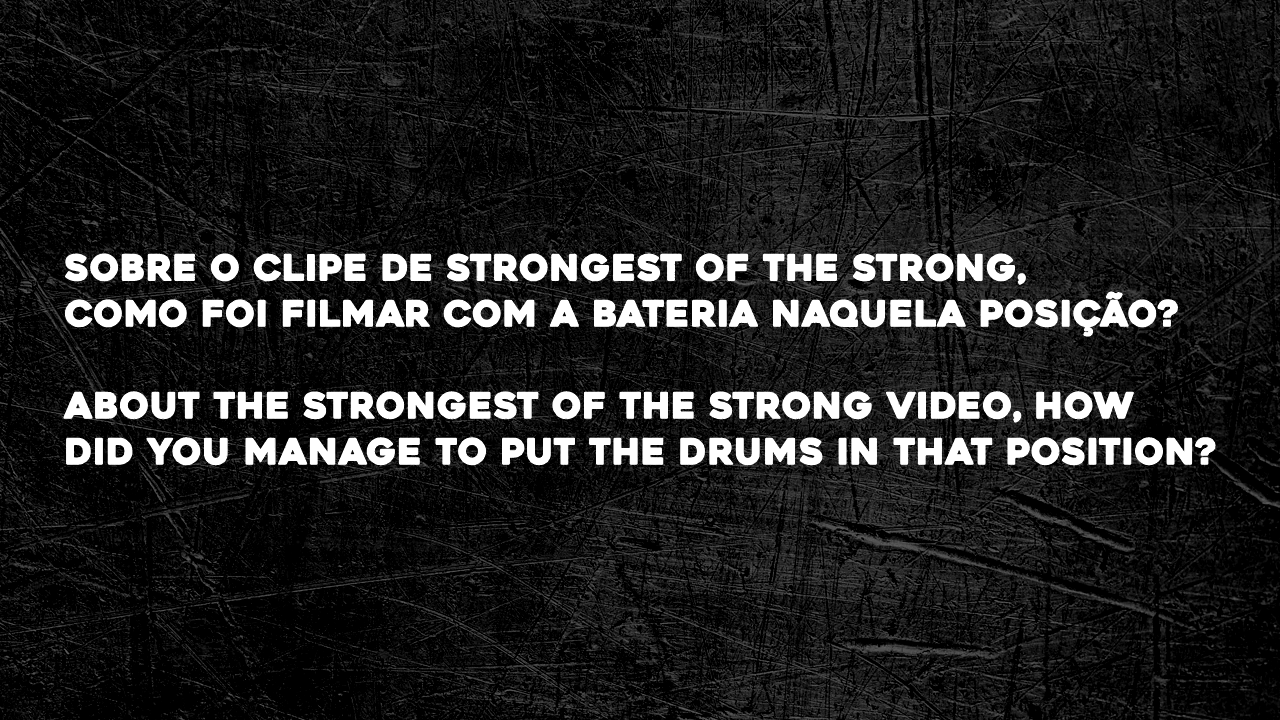 SOBRE O CLIPE DE STRONGEST OF THE STRONG,
COMO FOI FILMAR COM A BATERIA NAQUELA POSIÇÃO?
ABOUT THE STRONGEST OF THE STRONG VIDEO, HOW
DID YOU MANAGE TO PUT THE DRUMS IN THAT POSITION?